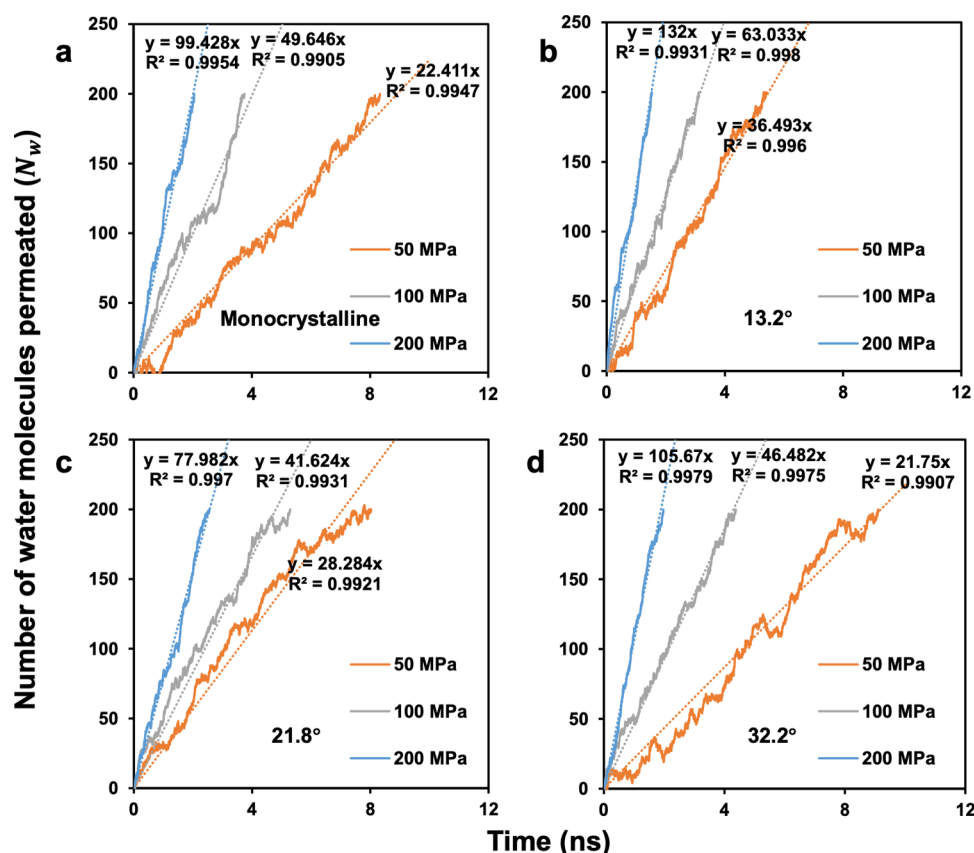 Number of water molecules permeated (N_w)
a
250
200
150
100
50
0
y = 99.428x
R² = 0.9954
y = 49.646x
R² = 0.9905
y = 22.411x
R² = 0.9947
50 MPa
100 MPa
200 MPa
Monocrystalline
0 4 8 12
b
250
200
150
100
50
0
y = 132x
R² = 0.9931
y = 63.033x
R² = 0.998
y = 36.493x
R² = 0.996
50 MPa
100 MPa
200 MPa
13.2°
0 4 8 12
c
250
200
150
100
50
0
y = 77.982x
R² = 0.997
y = 41.624x
R² = 0.9931
y = 28.284x
R² = 0.9921
50 MPa
100 MPa
200 MPa
21.8°
0 4 8 12
d
250
200
150
100
50
0
y = 105.67x
R² = 0.9979
y = 46.482x
R² = 0.9975
y = 21.75x
R² = 0.9907
50 MPa
100 MPa
200 MPa
32.2°
0 4 8 12
Time (ns)